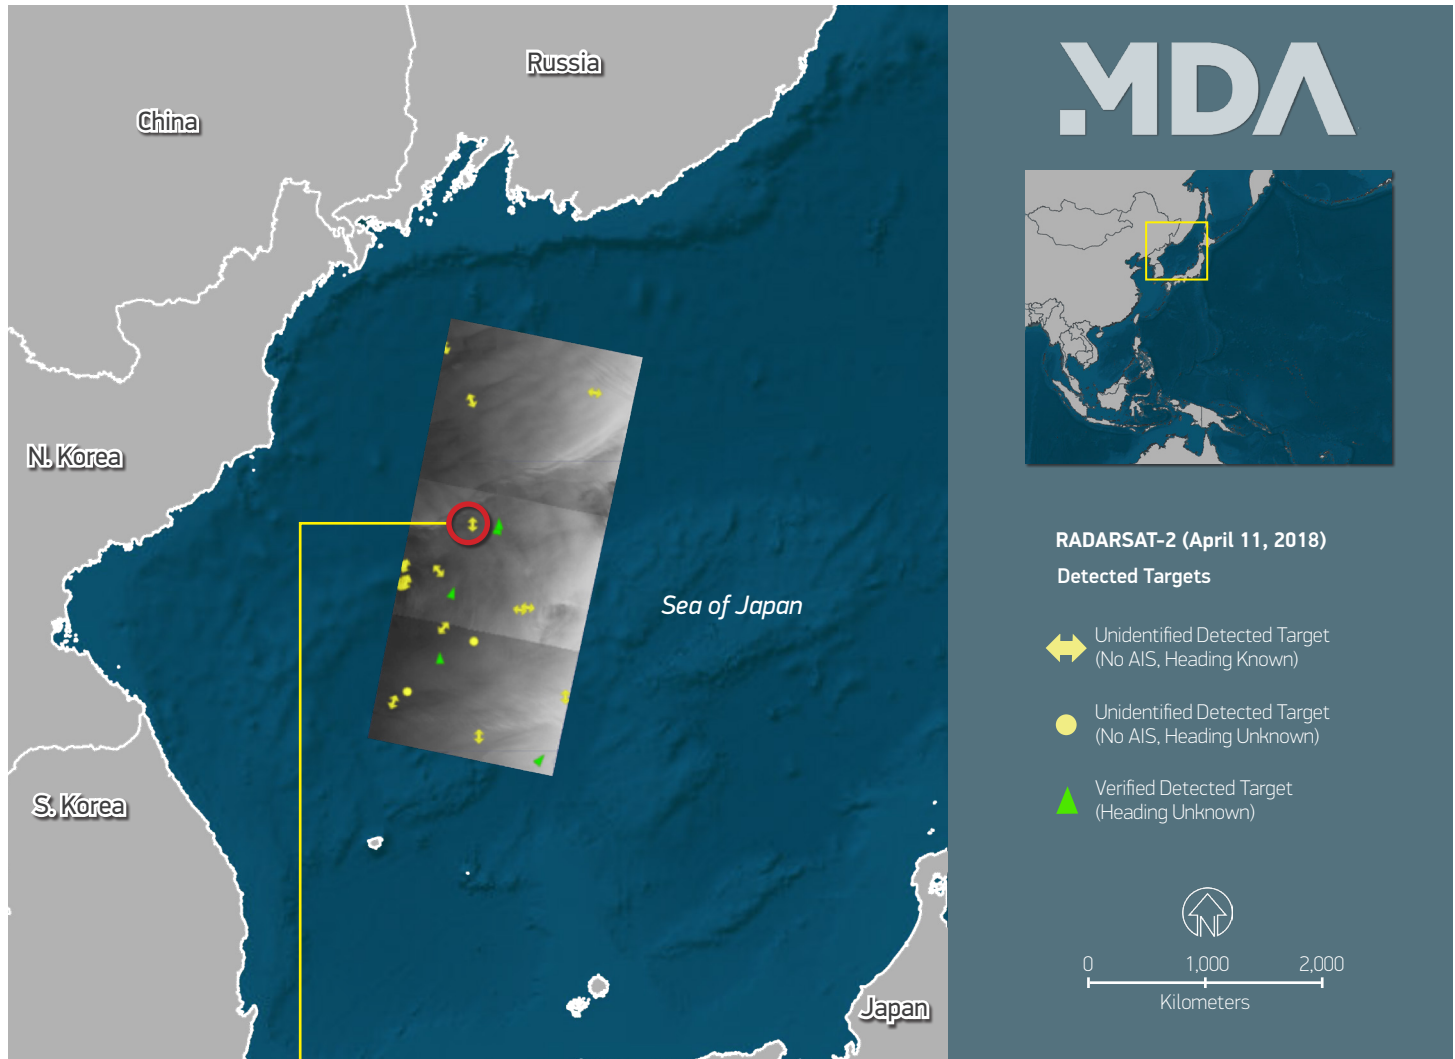 Russia
China
N. Korea
Sea of Japan
S. Korea
Japan
MDA
RADARSAT-2 (April 11, 2018)
Detected Targets
Unidentified Detected Target
(No AIS, Heading Known)
Unidentified Detected Target
(No AIS, Heading Unknown)
Verified Detected Target
(Heading Unknown)
N
0 1,000 2,000
Kilometers